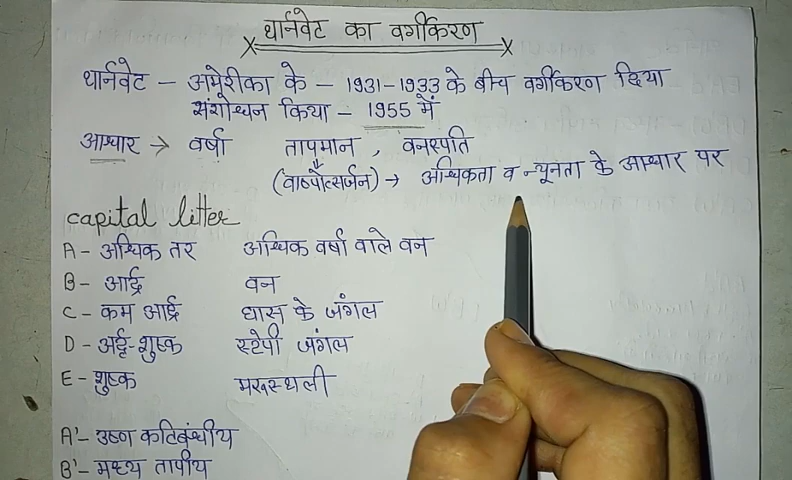 थार्नवेट का वर्गीकरण
थार्नवेट - अमेरीका के - 1931-1933 के बीच वर्गीकरण दिया
संशोधन किया - 1955 में
आधार → वर्षा तापमान , वनस्पति
(वाष्पोत्सर्जन) → अधिकता व न्यूनता के आधार पर
capital litter
A - अधिक तर अधिक वर्षा वाले वन
B - आर्द्र वन
C - कम आर्द्र घास के जंगल
D - अर्द्ध-शुष्क स्टेपी जंगल
E - शुष्क मरुस्थली
A' - उष्ण कटिबंधीय
B' - मध्य तापीय